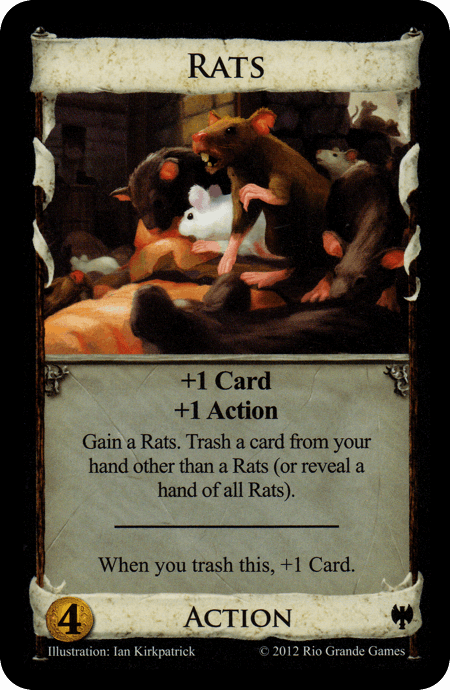 RATS
+1 Card
+1 Action
Gain a Rats. Trash a card from your
hand other than a Rats (or reveal a
hand of all Rats).
When you trash this, +1 Card.
4
ACTION
Illustration: Ian Kirkpatrick
© 2012 Rio Grande Games